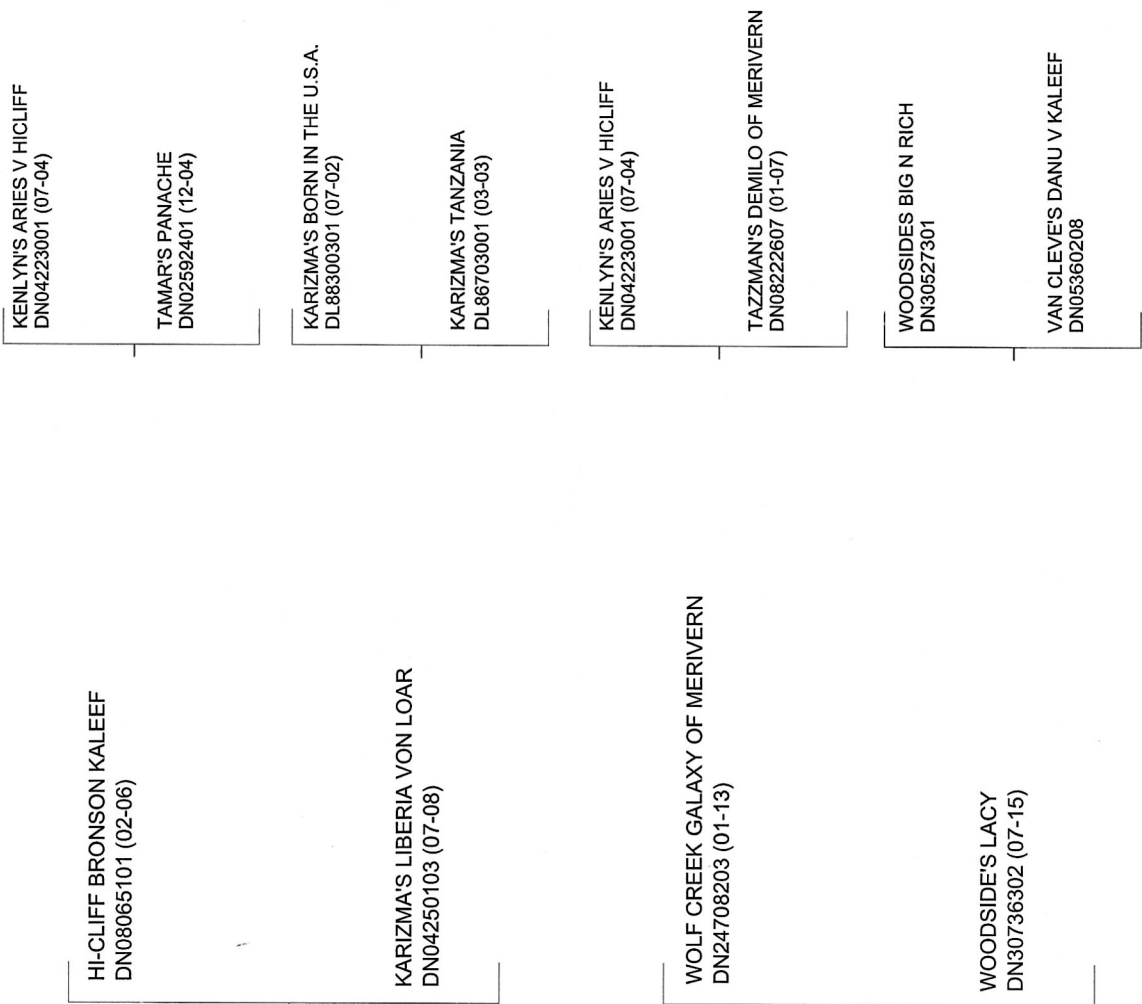 KENLYN'S ARIES V HICLIFF
DN04223001 (07-04)
TAMAR'S PANACHE
DN02592401 (12-04)
KARIZMA'S BORN IN THE U.S.A.
DL88300301 (07-02)
KARIZMA'S TANZANIA
DL86703001 (03-03)
KENLYN'S ARIES V HICLIFF
DN04223001 (07-04)
TAZZMAN'S DEMILO OF MERIVERN
DN08222607 (01-07)
WOODSIDES BIG N RICH
DN30527301
VAN CLEVE'S DANU V KALEEF
DN05360208
HI-CLIFF BRONSON KALEEF
DN08065101 (02-06)
KARIZMA'S LIBERIA VON LOAR
DN04250103 (07-08)
WOLF CREEK GALAXY OF MERIVERN
DN24708203 (01-13)
WOODSIDE'S LACY
DN30736302 (07-15)